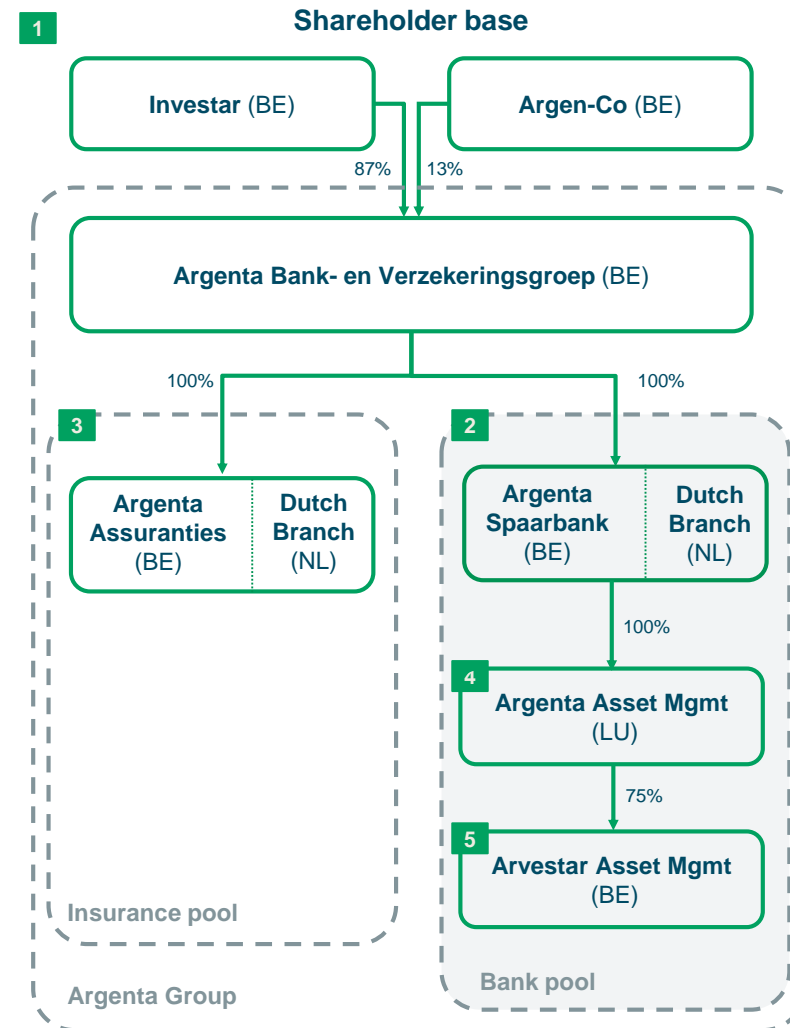 1
Shareholder base
Investar (BE)
Argen-Co (BE)
87%
13%
Argenta Bank- en Verzekeringsgroep (BE)
100%
100%
3
Argenta
Assuranties
(BE)
Dutch
Branch
(NL)
Insurance pool
2
Argenta
Spaarbank
(BE)
Dutch
Branch
(NL)
100%
4
Argenta Asset Mgmt
(LU)
75%
5
Arvestar Asset Mgmt
(BE)
Bank pool
Argenta Group